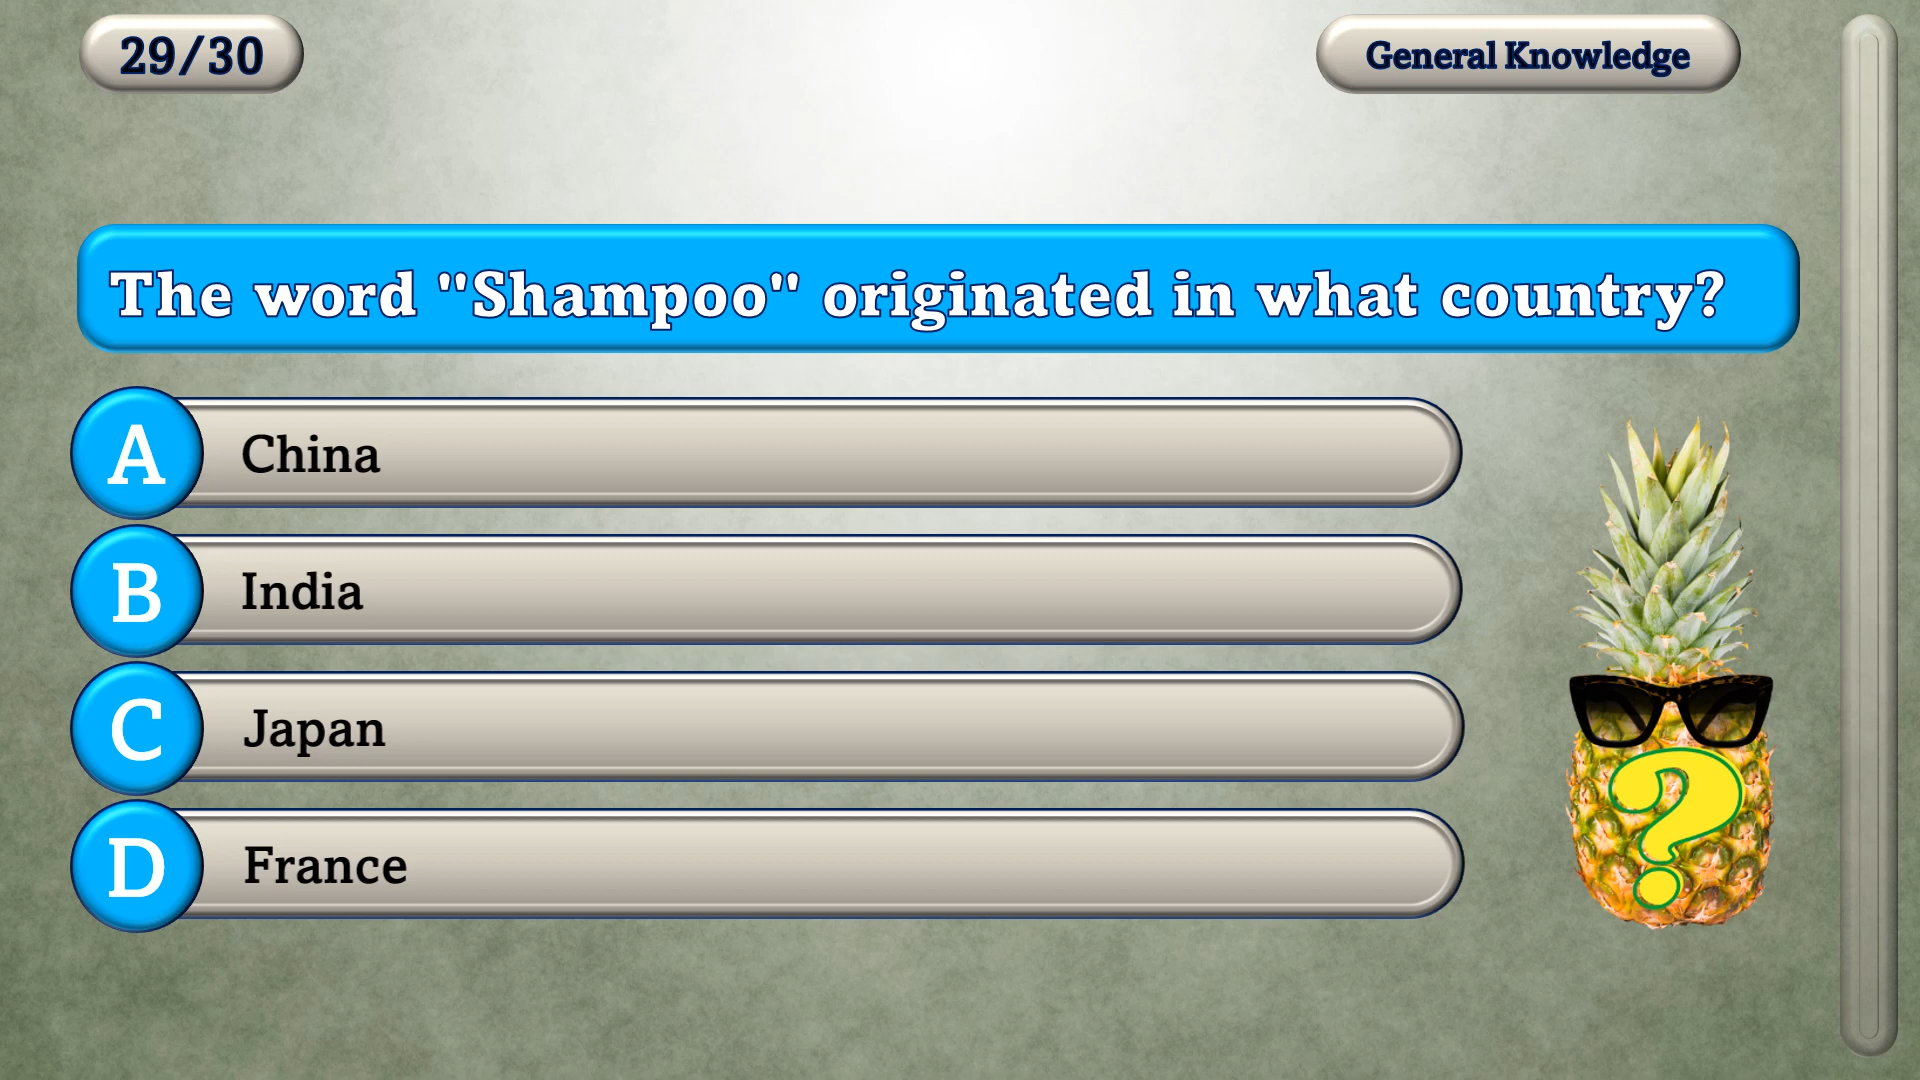 29/30
General Knowledge
The word "Shampoo" originated in what country?
A China
B India
C Japan
D France
?